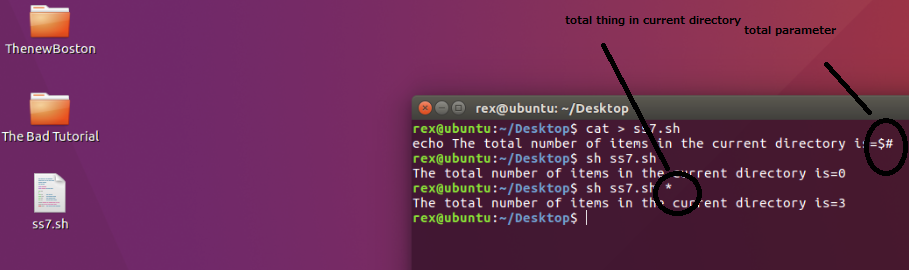 total thing in current directory
total parameter
ThenewBoston
The Bad Tutorial
ss7.sh
rex@ubuntu: ~/Desktop
rex@ubuntu:~/Desktop$ cat > ss7.sh
echo The total number of items in the current directory is=$#
rex@ubuntu:~/Desktop$ sh ss7.sh
The total number of items in the current directory is=0
rex@ubuntu:~/Desktop$ sh ss7.sh *
The total number of items in the current directory is=3
rex@ubuntu:~/Desktop$